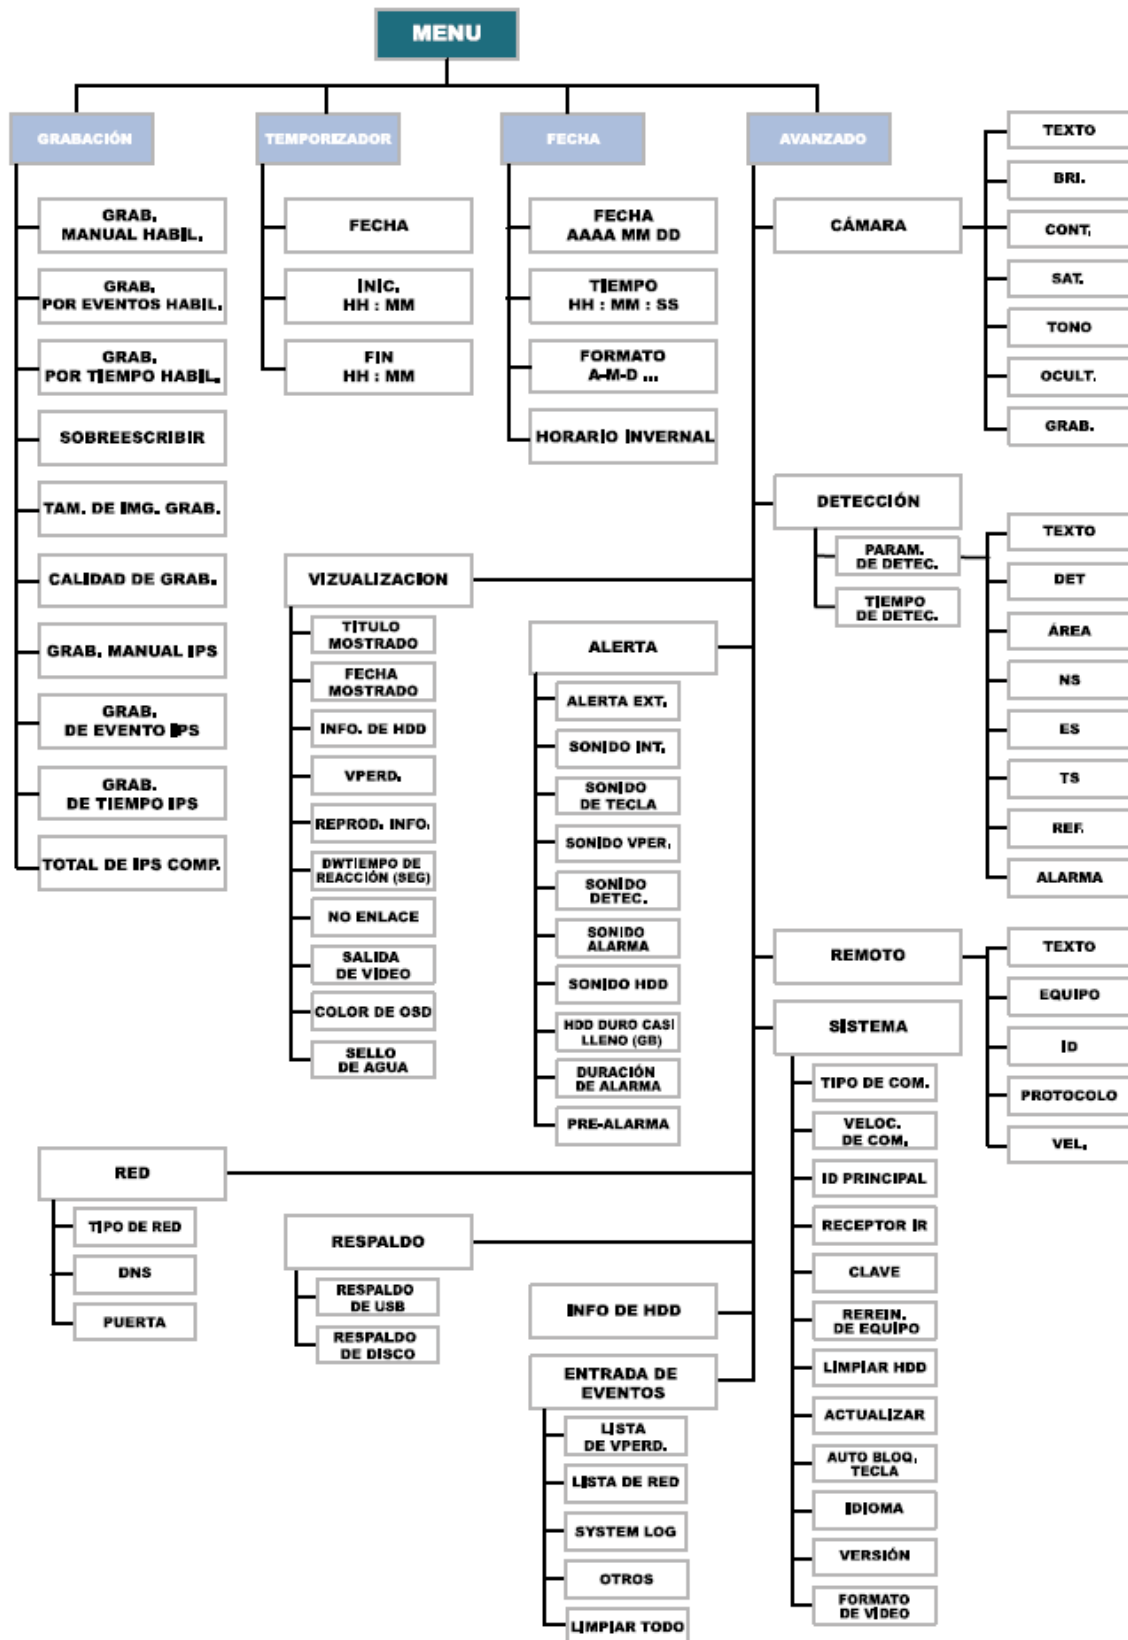 MENU
GRABACIÓN
TEMPORIZADOR
FECHA
AVANZADO
GRAB.
MANUAL HABIL.
GRAB.
POR EVENTOS HABIL.
GRAB.
POR TIEMPO HABIL.
SOBREESCRIBIR
TAM. DE IMG. GRAB.
CALIDAD DE GRAB.
GRAB. MANUAL IPS
GRAB.
DE EVENTO IPS
GRAB.
DE TIEMPO IPS
TOTAL DE IPS COMP.
FECHA
INIC.
HH : MM
FIN
HH : MM
FECHA
AAAA MM DD
TIEMPO
HH : MM : SS
FORMATO
A-M-D ...
HORARIO INVERNAL
CÁMARA
TEXTO
BRI.
CONT.
SAT.
TONO
OCULT.
GRAB.
DETECCIÓN
PARAM.
DE DETEC.
TIEMPO
DE DETEC.
TEXTO
DET
ÁREA
NS
ES
TS
REF.
ALARMA
VIZUALIZACION
TÍTULO
MOSTRADO
FECHA
MOSTRADO
INFO. DE HDD
VPERD.
REPROD. INFO.
DWTIEMPO DE
REACCIÓN (SEG)
NO ENLACE
SALIDA
DE VÍDEO
COLOR DE OSD
SELLO
DE AGUA
ALERTA
ALERTA EXT.
SONIDO INT.
SONIDO
DE TECLA
SONIDO VPER.
SONIDO
DETEC.
SONIDO
ALARMA
SONIDO HDD
HDD DURO CASI
LLENO (GB)
DURACIÓN
DE ALARMA
PRE-ALARMA
REMOTO
TEXTO
EQUIPO
ID
PROTOCOLO
VEL.
SISTEMA
TIPO DE COM.
VELOC.
DE COM.
ID PRINCIPAL
RECEPTOR IR
CLAVE
REREIN.
DE EQUIPO
LIMPIAR HDD
ACTUALIZAR
AUTO BLOQ.
TECLA
IDIOMA
VERSIÓN
FORMATO
DE VÍDEO
RED
TIPO DE RED
DNS
PUERTA
RESPALDO
RESPALDO
DE USB
RESPALDO
DE DISCO
INFO DE HDD
ENTRADA DE
EVENTOS
LISTA
DE VPERD.
LISTA DE RED
SYSTEM LOG
OTROS
LIMPIAR TODO